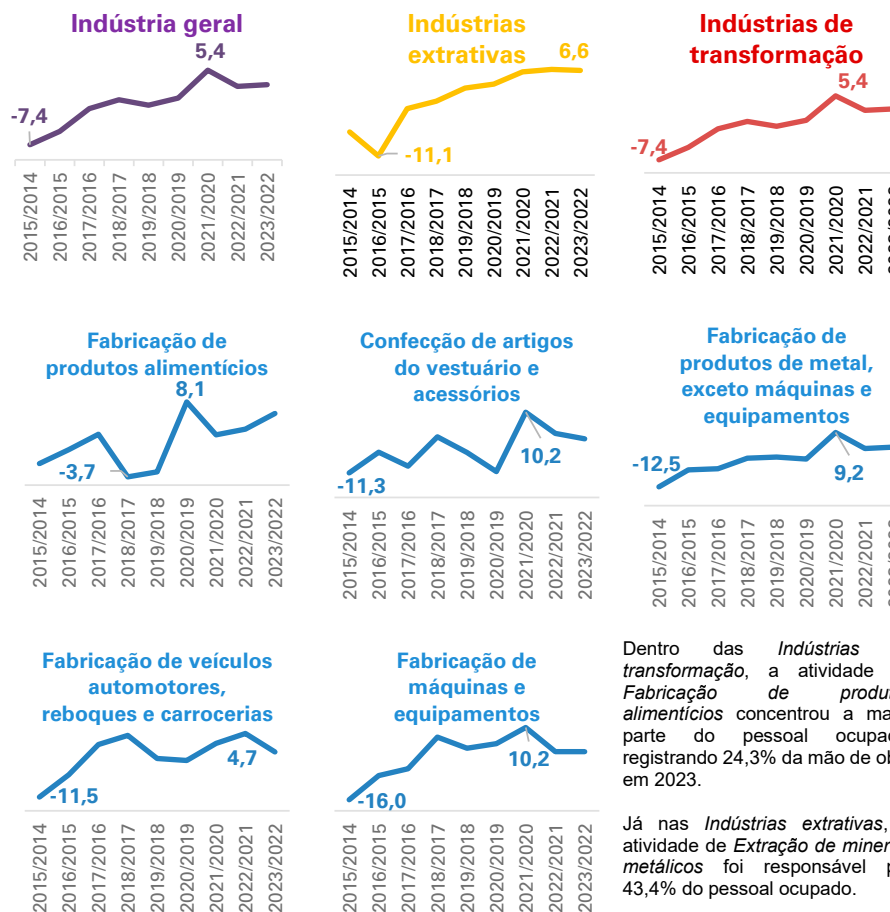 Indústria geral
5,4
-7,4
2015/2014
2016/2015
2017/2016
2018/2017
2019/2018
2020/2019
2021/2020
2022/2021
2023/2022
Indústrias
extrativas
6,6
-11,1
2015/2014
2016/2015
2017/2016
2018/2017
2019/2018
2020/2019
2021/2020
2022/2021
2023/2022
Indústrias de
transformação
5,4
-7,4
2015/2014
2016/2015
2017/2016
2018/2017
2019/2018
2020/2019
2021/2020
2022/2021
Fabricação de
produtos alimentícios
8,1
-3,7
2015/2014
2016/2015
2017/2016
2018/2017
2019/2018
2020/2019
2021/2020
2022/2021
2023/2022
Confecção de artigos
do vestuário e
acessórios
10,2
-11,3
2015/2014
2016/2015
2017/2016
2018/2017
2019/2018
2020/2019
2021/2020
2022/2021
2023/2022
Fabricação de
produtos de metal,
exceto máquinas e
equipamentos
-12,5
9,2
2015/2014
2016/2015
2017/2016
2018/2017
2019/2018
2020/2019
2021/2020
2022/2021
Fabricação de veículos
automotores,
reboques e carrocerias
4,7
-11,5
2015/2014
2016/2015
2017/2016
2018/2017
2019/2018
2020/2019
2021/2020
2022/2021
2023/2022
Fabricação de
máquinas e
equipamentos
10,2
-16,0
2015/2014
2016/2015
2017/2016
2018/2017
2019/2018
2020/2019
2021/2020
2022/2021
2023/2022
Dentro das Indústrias
transformação, a atividade
Fabricação de
alimentícios concentrou a
parte do pessoal
registrando 24,3% da mão de
em 2023.
Já nas Indústrias extrativas,
atividade de Extração de
metálicos foi responsável
43,4% do pessoal ocupado.